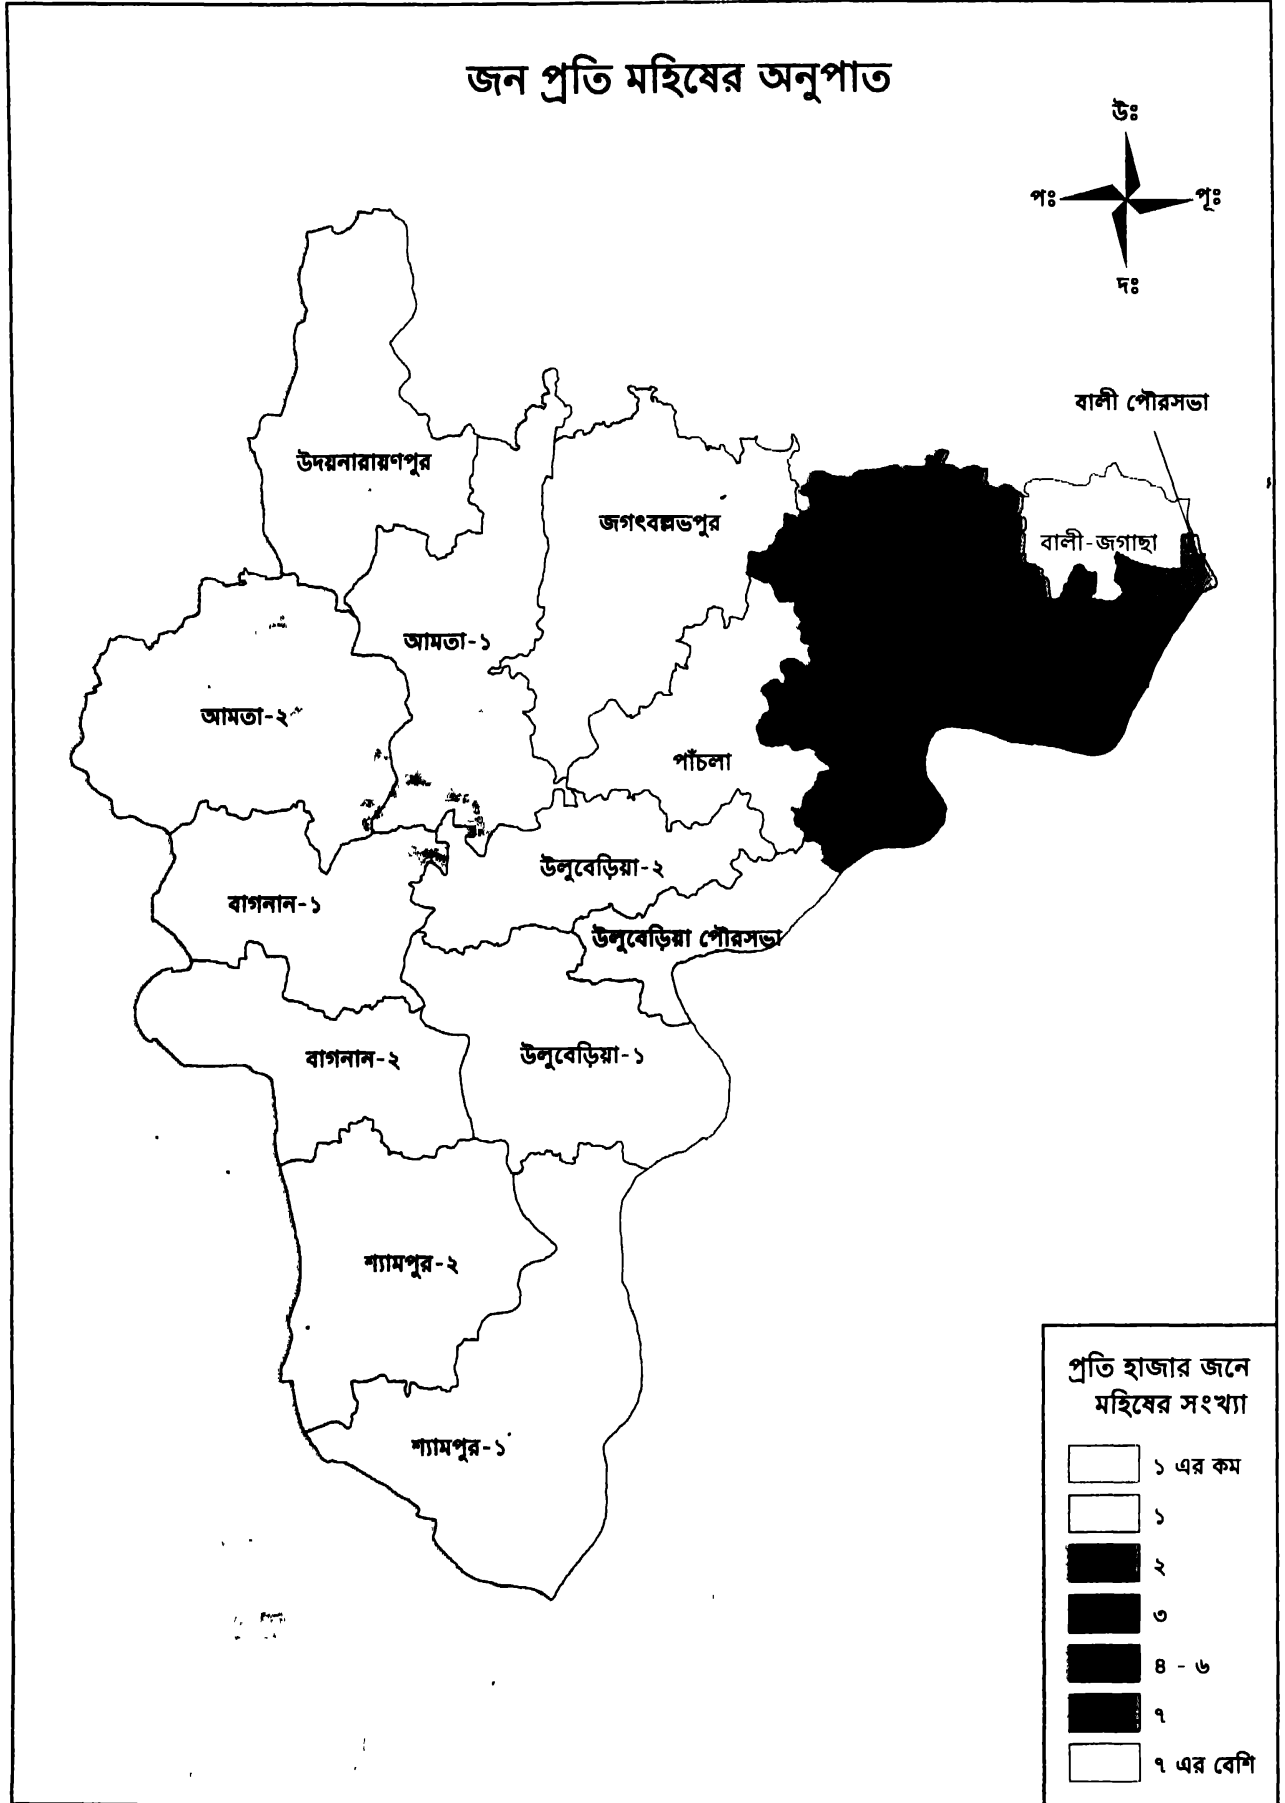 জন প্রতি মহিষের অনুপাত
উঃ
পঃ
পূঃ
দঃ
বালী পৌরসভা
উদয়নারায়ণপুর
জগৎবল্লভপুর
বালী-জগাছা
আমতা-১
আমতা-২
পাঁচলা
উলুবেড়িয়া-২
বাগনান-১
উলুবেড়িয়া পৌরসভা
বাগনান-২
উলুবেড়িয়া-১
শ্যামপুর-২
শ্যামপুর-১
প্রতি হাজার জনে
মহিষের সংখ্যা
১ এর কম
১
২
৩
৪ - ৬
৭
৭ এর বেশি